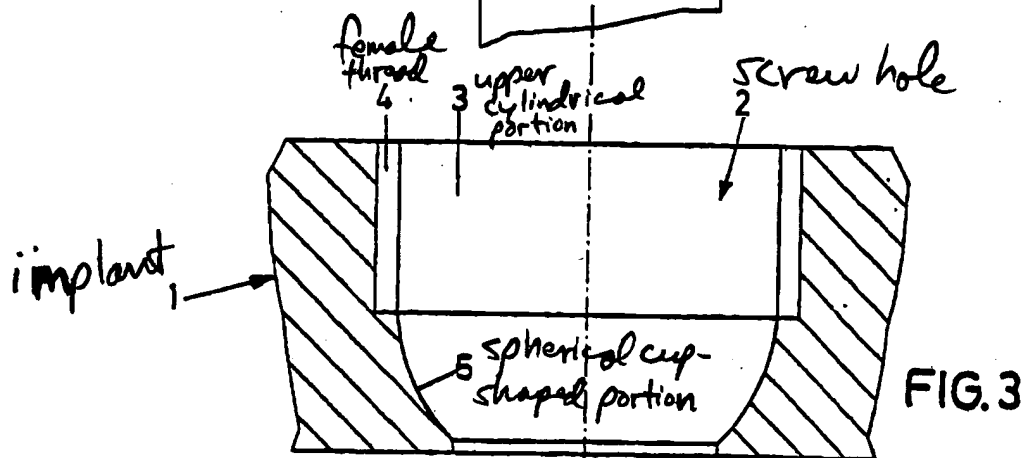 female
thread
4
3 upper
cylindrical
portion
screw hole
2
implant
1
5 spherical cup-
shaped portion
FIG. 3